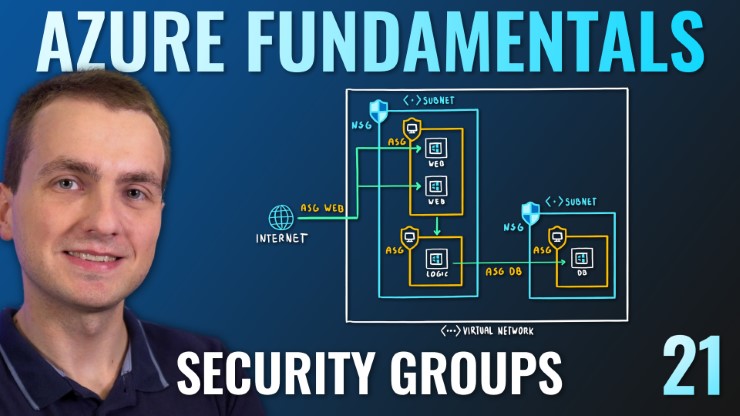 AZURE FUNDAMENTALS
SUBNET
NSG
ASG
WEB
WEB
SUBNET
ASG WEB
NSG
INTERNET
ASG
ASG
LOGIC
ASG DB
DB
VIRTUAL NETWORK
SECURITY GROUPS
21